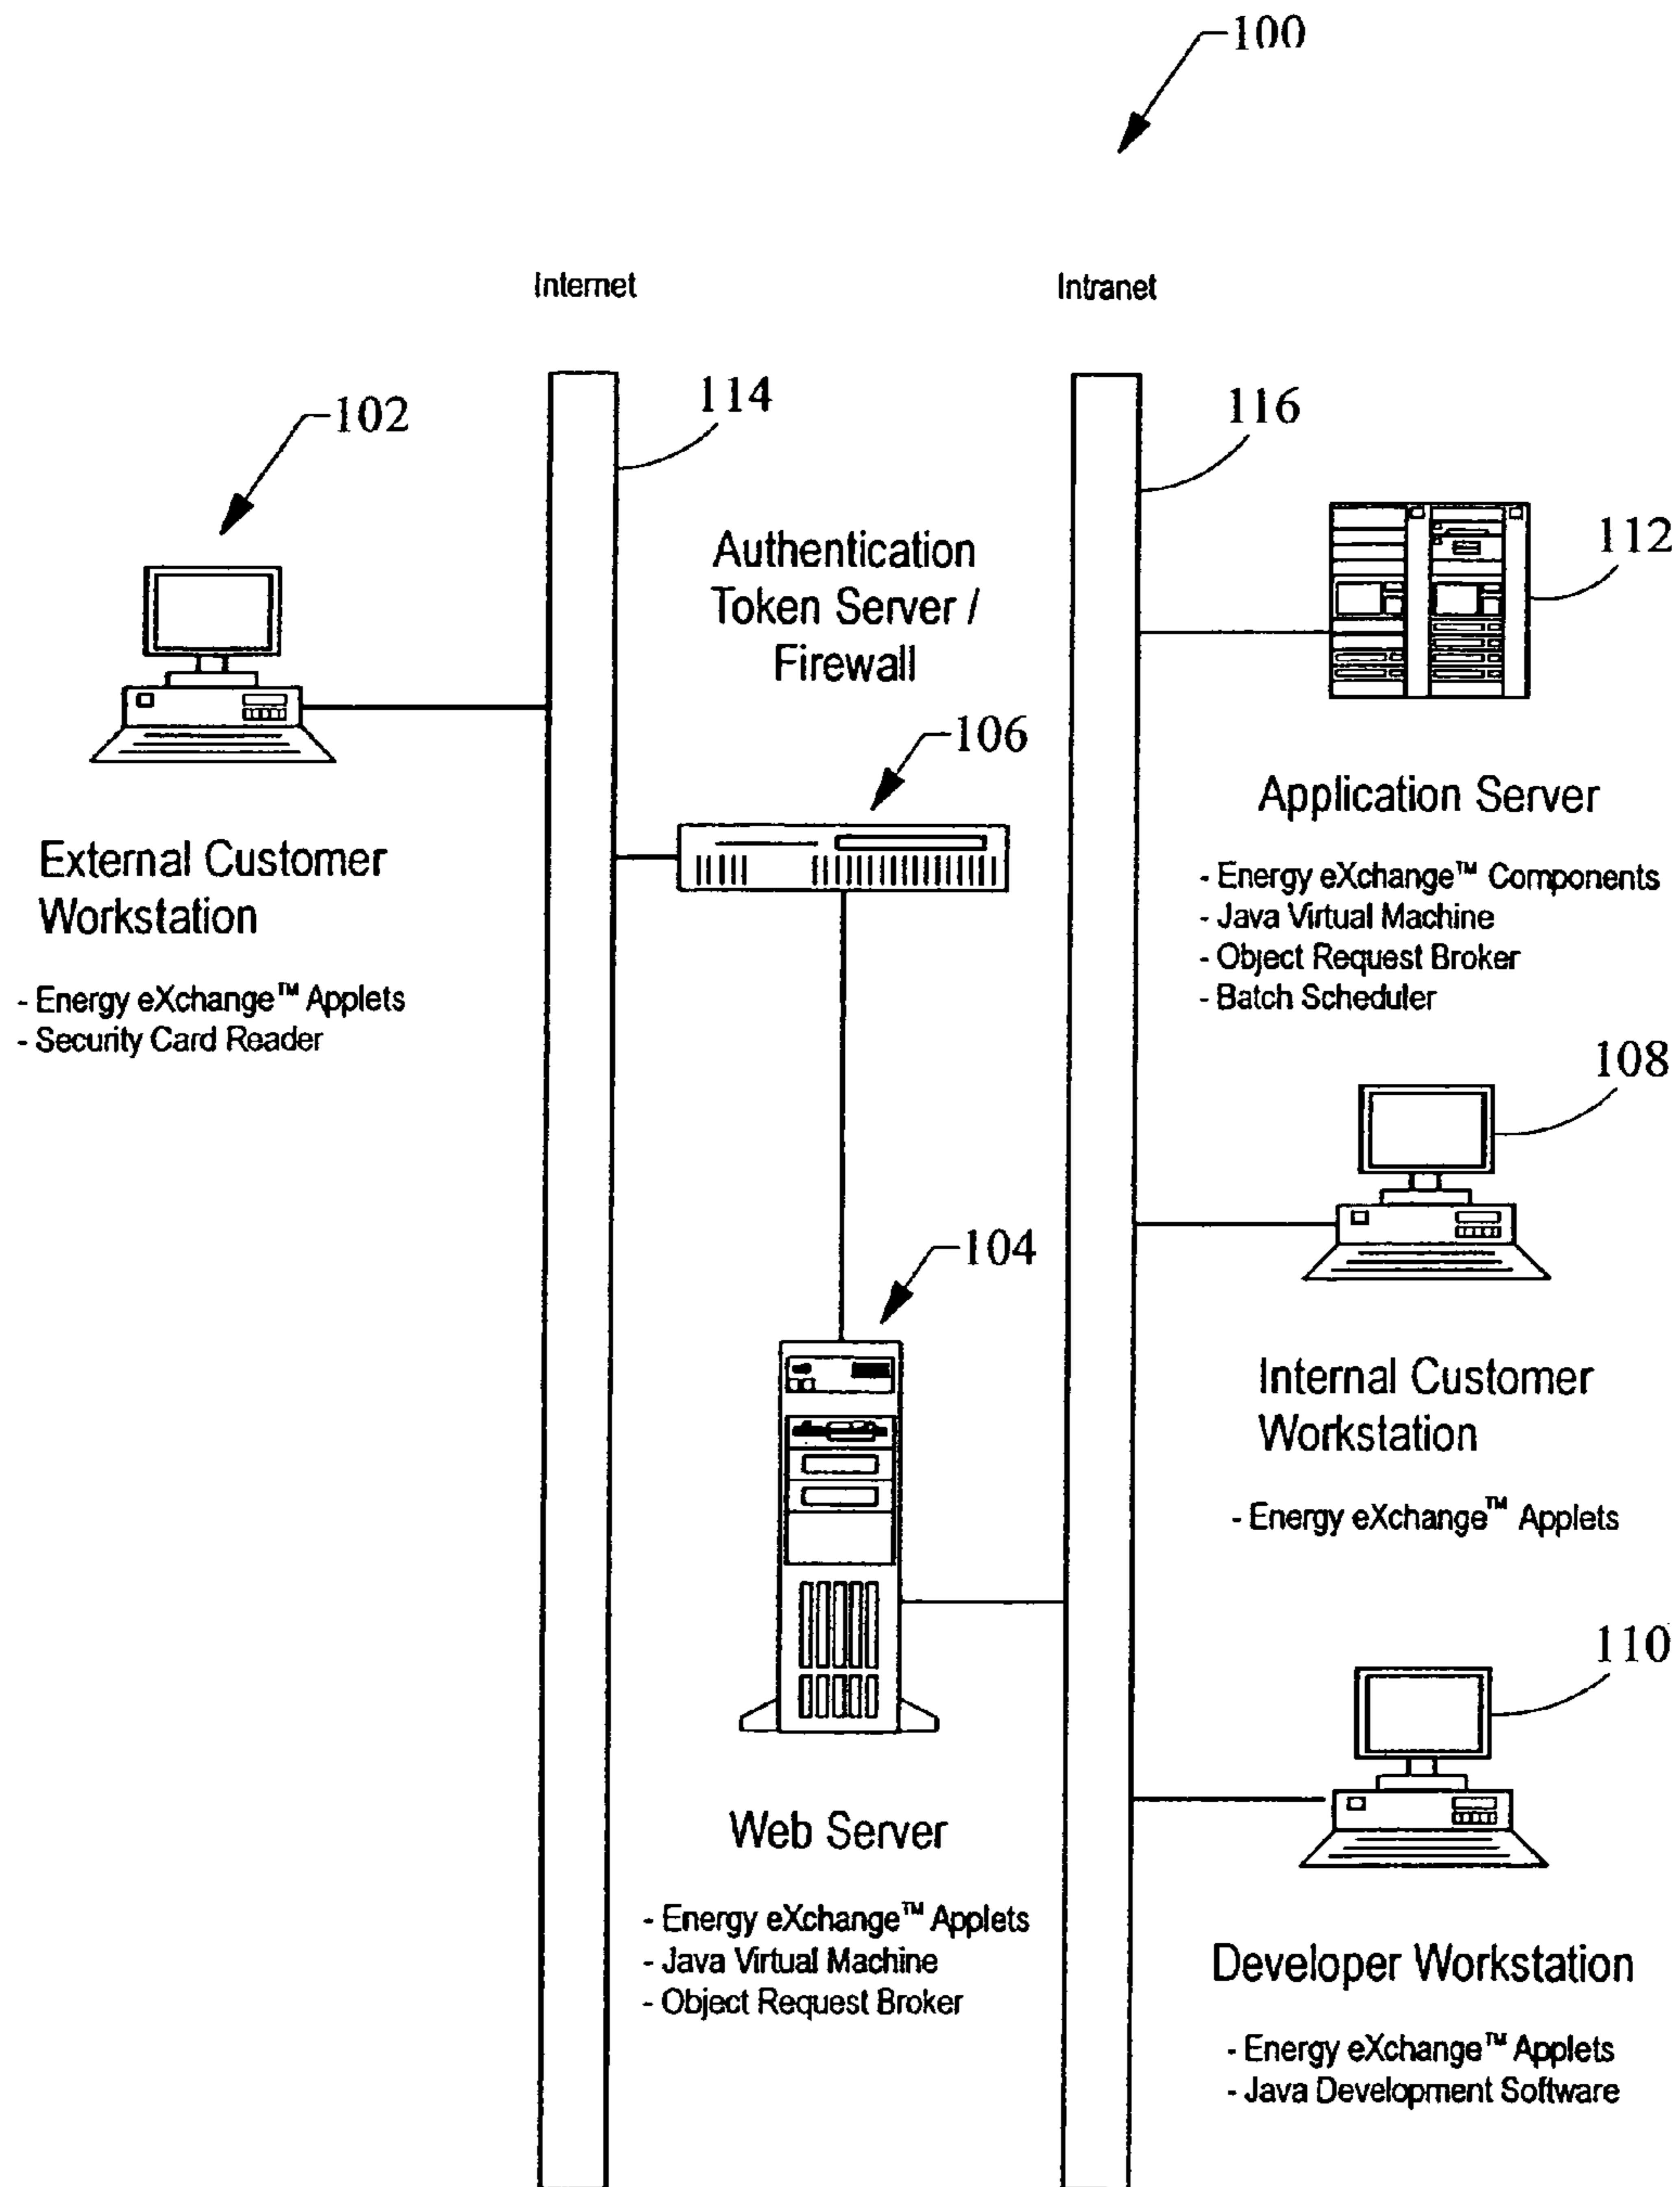 100
Internet
Intranet
102
114
116
Authentication
Token Server /
Firewall
112
106
External Customer
Workstation
- Energy eXchange™ Applets
- Security Card Reader
Application Server
- Energy eXchange™ Components
- Java Virtual Machine
- Object Request Broker
- Batch Scheduler
108
104
Internal Customer
Workstation
- Energy eXchange™ Applets
110
Web Server
- Energy eXchange™ Applets
- Java Virtual Machine
- Object Request Broker
Developer Workstation
- Energy eXchange™ Applets
- Java Development Software